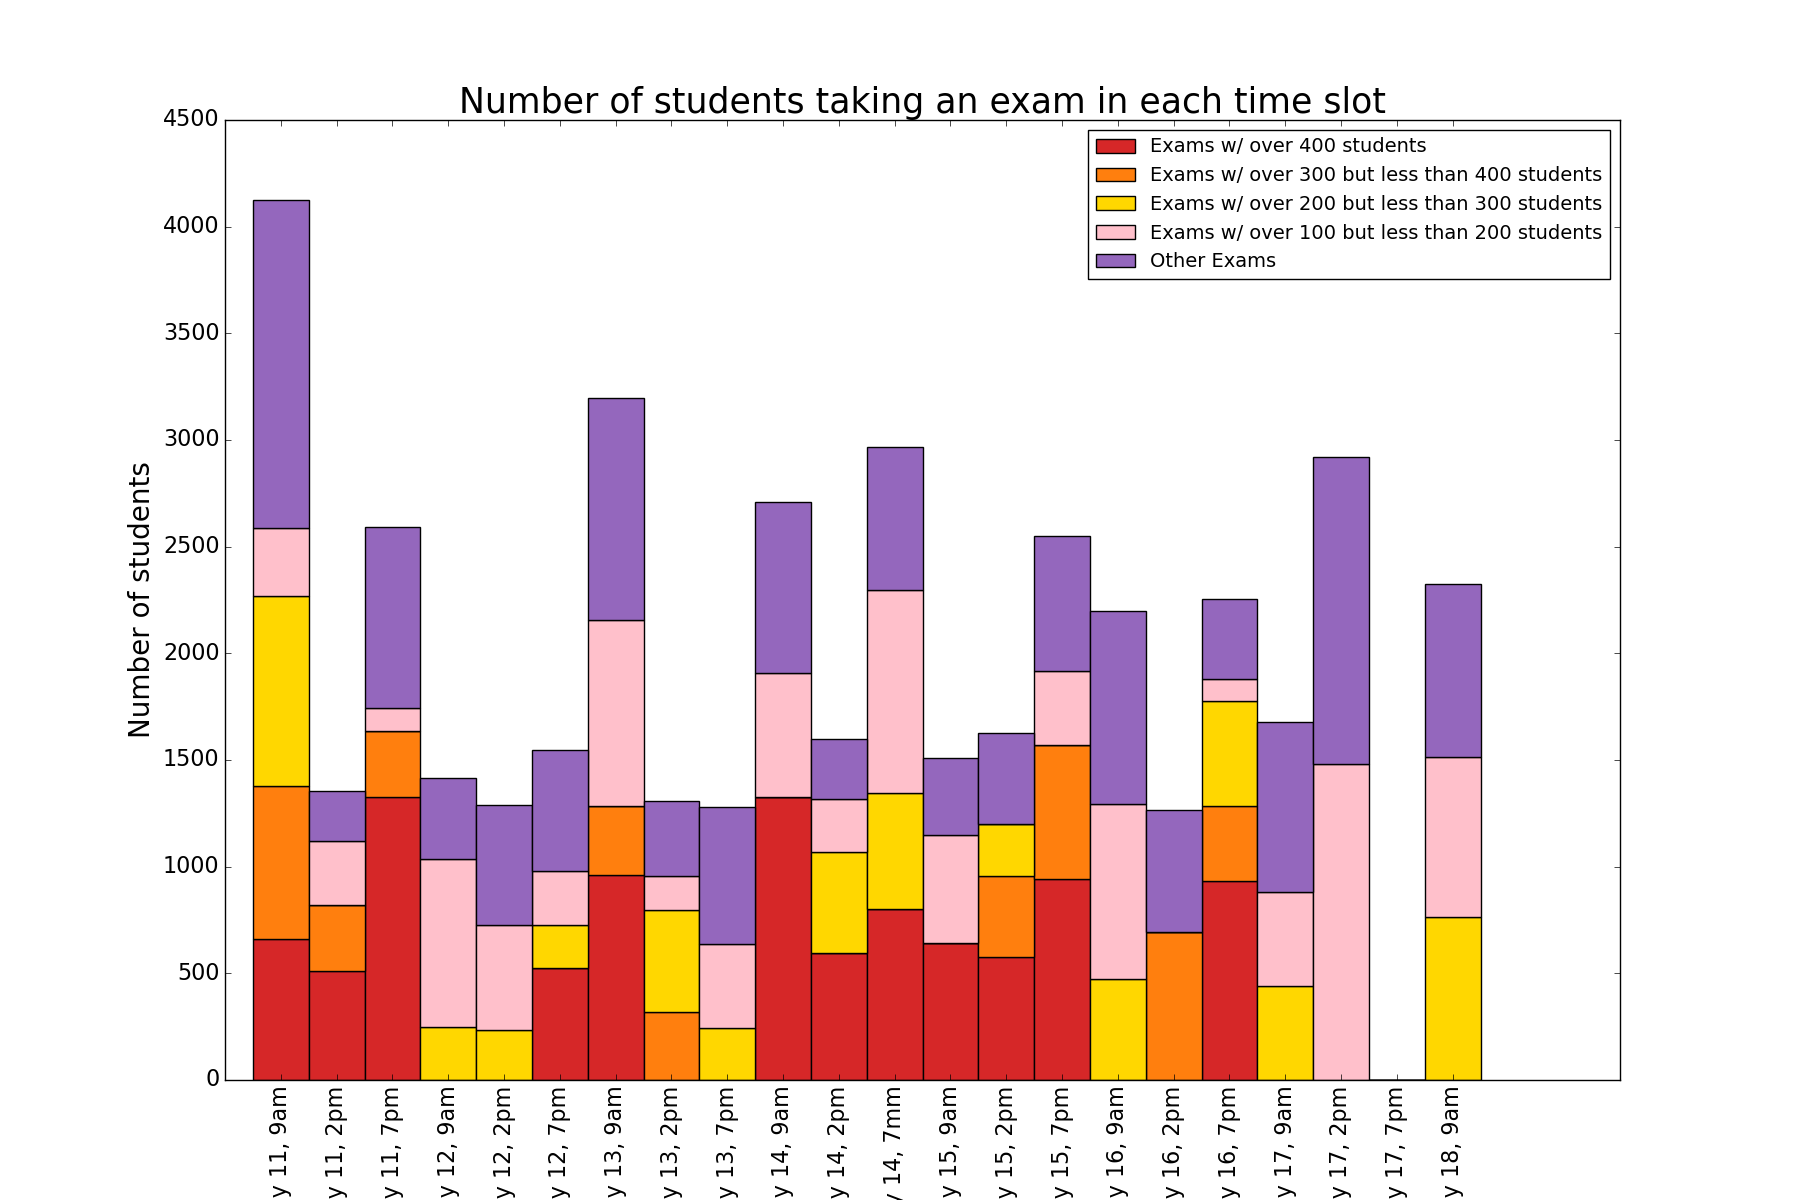 Number of students taking an exam in each time slot
Exams w/ over 400 students
Exams w/ over 300 but less than 400 students
Exams w/ over 200 but less than 300 students
Exams w/ over 100 but less than 200 students
Other Exams
Number of students
4500
4000
3500
3000
2500
2000
1500
1000
500
0
y 11, 9am
y 11, 2pm
y 11, 7pm
y 12, 9am
y 12, 2pm
y 12, 7pm
y 13, 9am
y 13, 2pm
y 13, 7pm
y 14, 9am
y 14, 2pm
y 14, 7mm
y 15, 9am
y 15, 2pm
y 15, 7pm
y 16, 9am
y 16, 2pm
y 16, 7pm
y 17, 9am
y 17, 2pm
y 17, 7pm
y 18, 9am